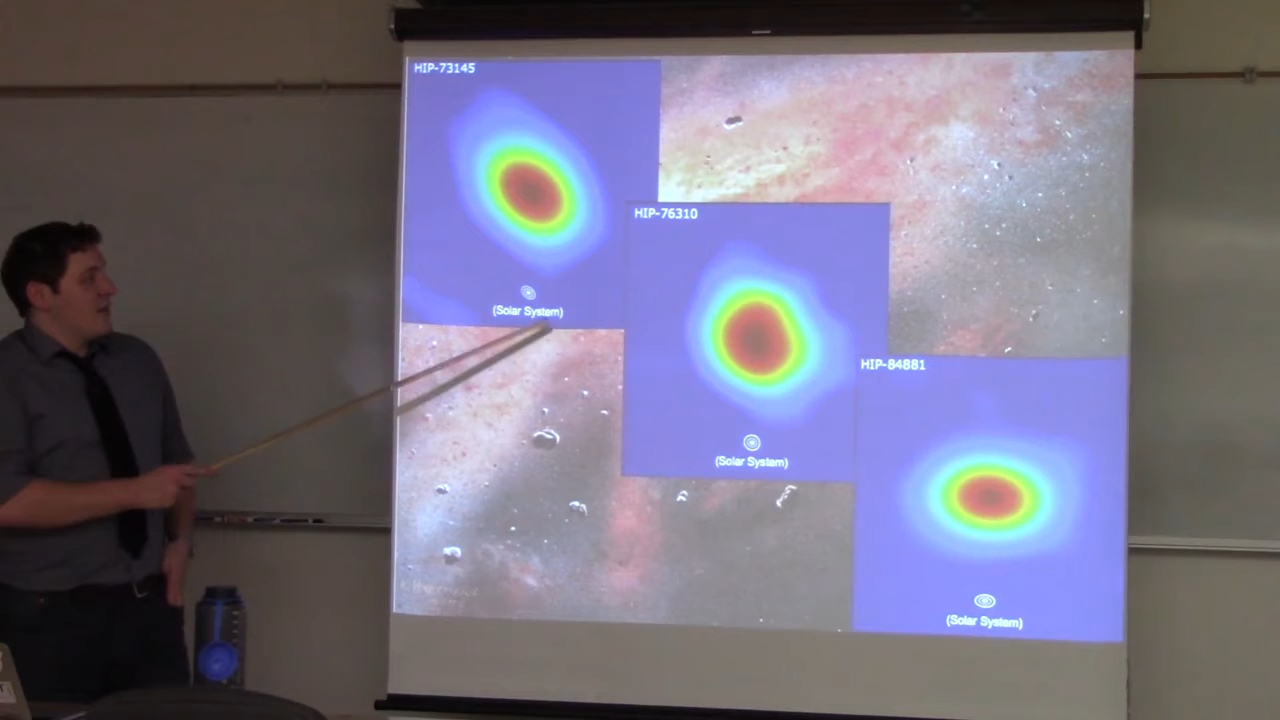 HIP-73145
(Solar System)
HIP-76310
(Solar System)
HIP-84881
(Solar System)